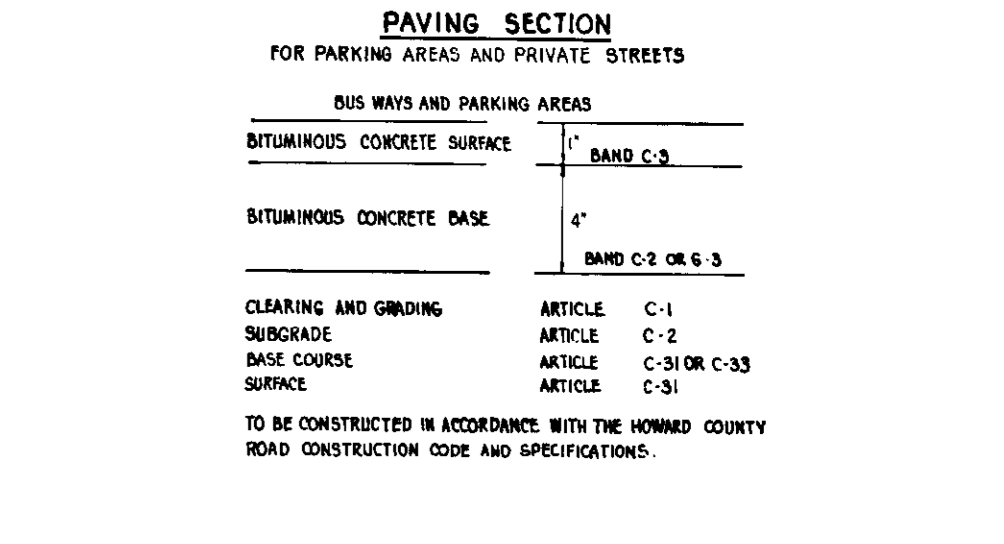 PAVING SECTION
FOR PARKING AREAS AND PRIVATE STREETS
BUS WAYS AND PARKING AREAS
BITUMINOUS CONCRETE SURFACE 1" BAND C-3
BITUMINOUS CONCRETE BASE 4"
BAND C-2 OR G-3
CLEARING AND GRADING ARTICLE C-1
SUBGRADE ARTICLE C-2
BASE COURSE ARTICLE C-31 OR C-33
SURFACE ARTICLE C-31
TO BE CONSTRUCTED IN ACCORDANCE WITH THE HOWARD COUNTY
ROAD CONSTRUCTION CODE AND SPECIFICATIONS.